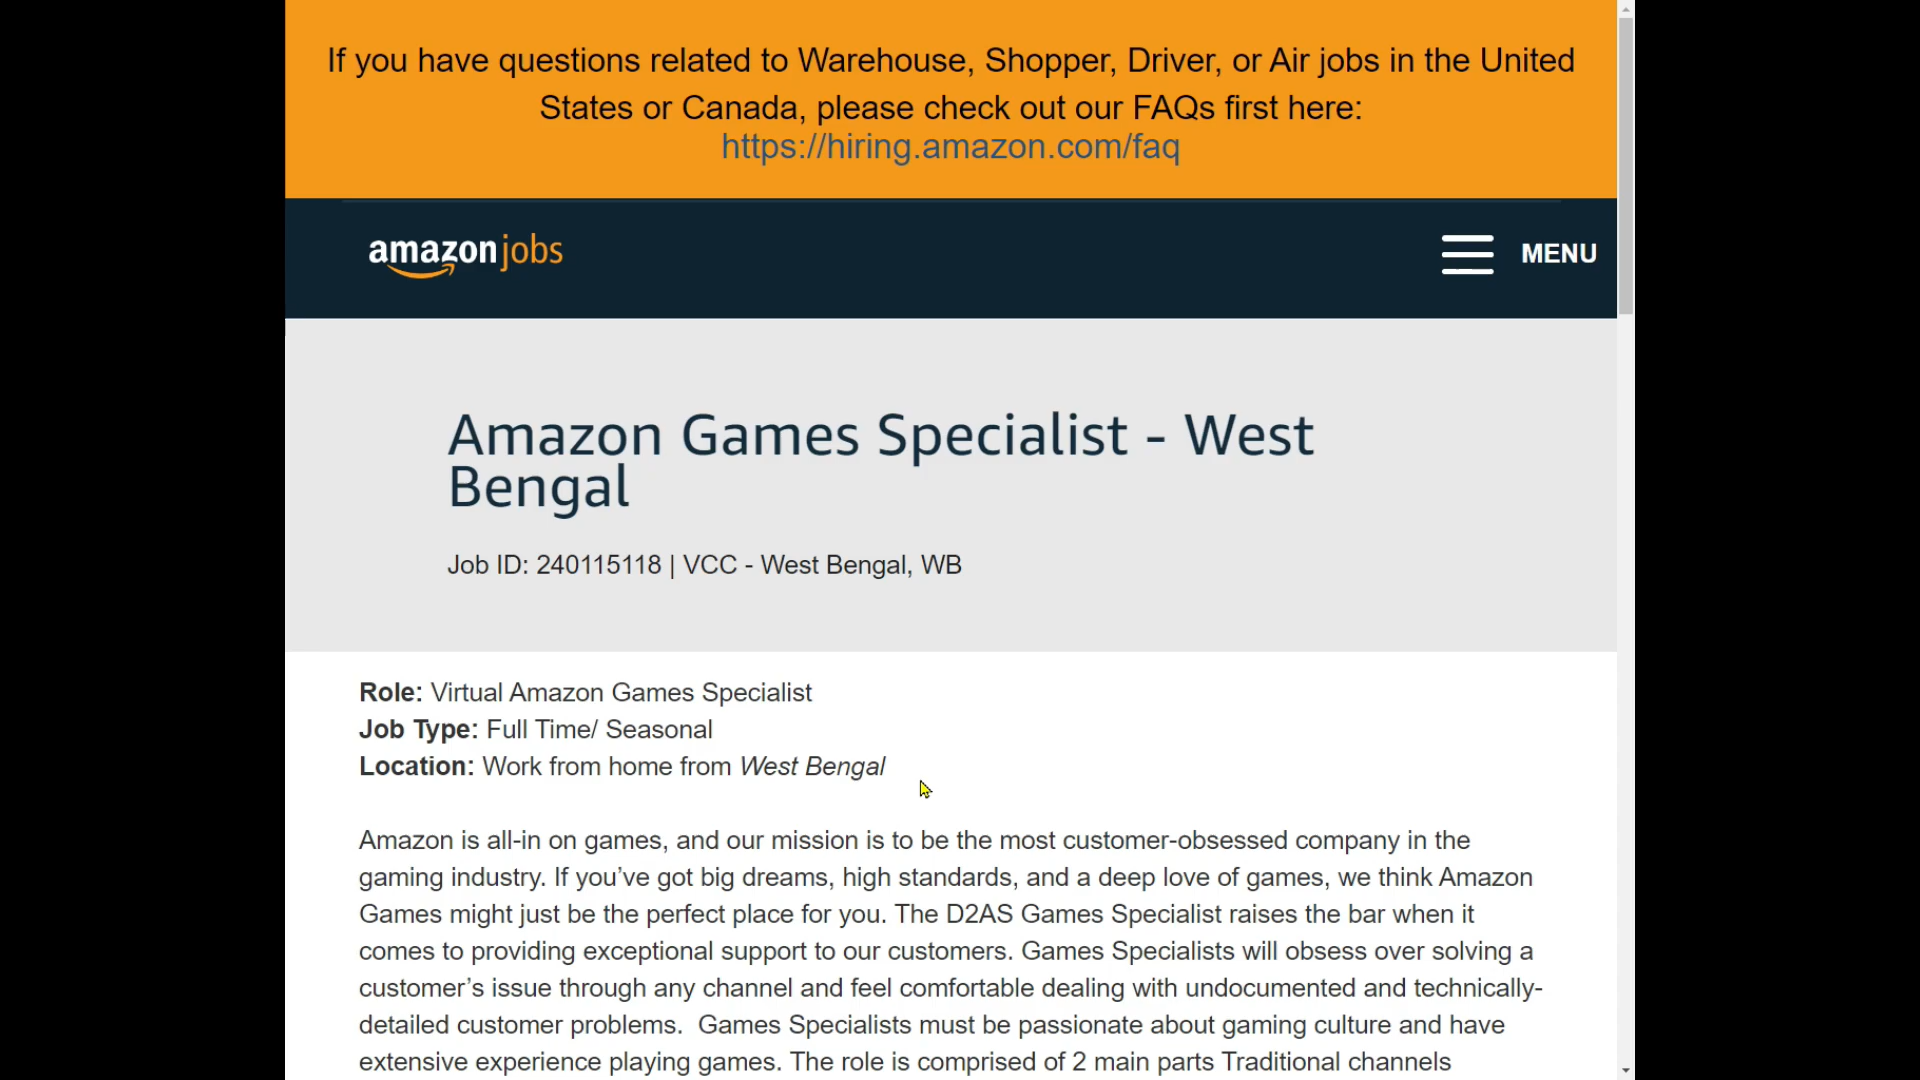 If you have questions related to Warehouse, Shopper, Driver, or Air jobs in the United
States or Canada, please check out our FAQs first here:
https://hiring.amazon.com/faq
amazon jobs
MENU
Amazon Games Specialist - West
Bengal
Job ID: 240115118 | VCC - West Bengal, WB
Role: Virtual Amazon Games Specialist
Job Type: Full Time/ Seasonal
Location: Work from home from West Bengal
Amazon is all-in on games, and our mission is to be the most customer-obsessed company in the
gaming industry. If you’ve got big dreams, high standards, and a deep love of games, we think Amazon
Games might just be the perfect place for you. The D2AS Games Specialist raises the bar when it
comes to providing exceptional support to our customers. Games Specialists will obsess over solving a
customer’s issue through any channel and feel comfortable dealing with undocumented and technically-
detailed customer problems.  Games Specialists must be passionate about gaming culture and have
extensive experience playing games. The role is comprised of 2 main parts Traditional channels